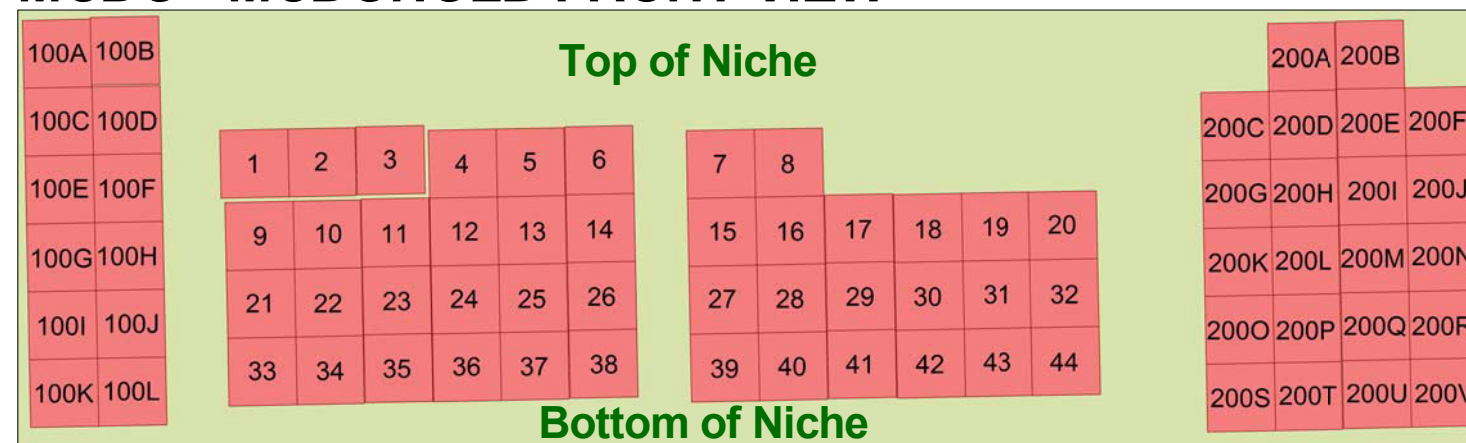 Top of Niche
100A 100B
100C 100D
100E 100F
100G 100H
100I 100J
100K 100L
1 2 3 4 5 6
9 10 11 12 13 14
21 22 23 24 25 26
33 34 35 36 37 38
7 8
15 16 17 18 19 20
27 28 29 30 31 32
39 40 41 42 43 44
200A 200B
200C 200D 200E 200F
200G 200H 200I 200J
200K 200L 200M 200N
200O 200P 200Q 200R
200S 200T 200U 200V
Bottom of Niche